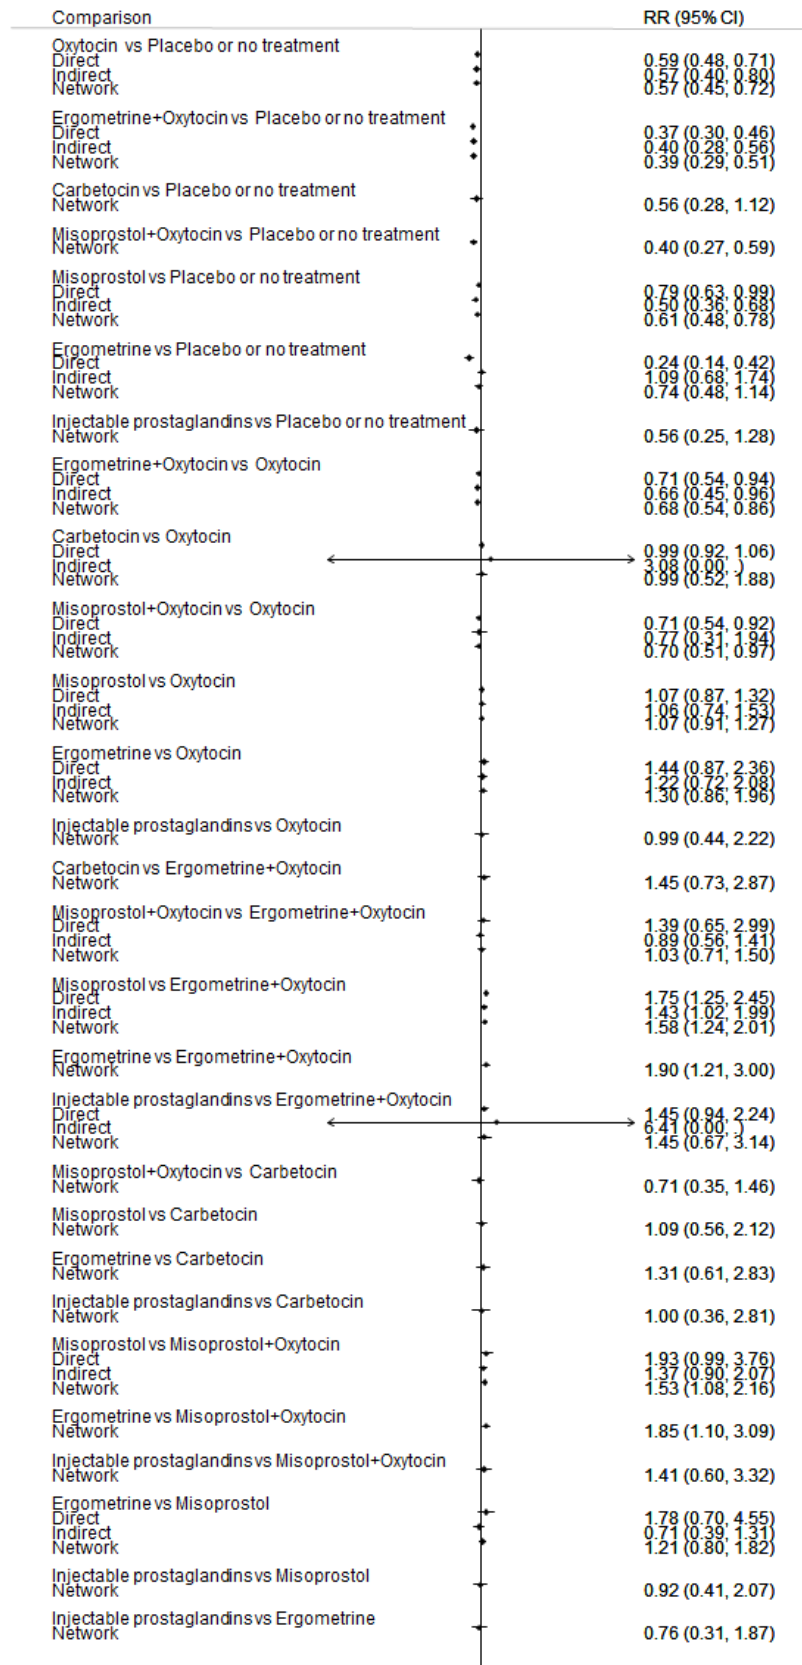 Comparison RR (95% CI)
Oxytocin vs Placebo or no treatment
Direct 0.59 (0.48, 0.71)
Indirect 0.57 (0.40, 0.80)
Network 0.57 (0.45, 0.72)
Ergometrine+Oxytocin vs Placebo or no treatment
Direct 0.37 (0.30, 0.46)
Indirect 0.40 (0.28, 0.56)
Network 0.39 (0.29, 0.51)
Carbetocin vs Placebo or no treatment
Network 0.56 (0.28, 1.12)
Misoprostol+Oxytocin vs Placebo or no treatment
Network 0.40 (0.27, 0.59)
Misoprostol vs Placebo or no treatment
Direct 0.79 (0.63, 0.99)
Indirect 0.50 (0.36, 0.68)
Network 0.61 (0.48, 0.78)
Ergometrine vs Placebo or no treatment
Direct 0.24 (0.14, 0.42)
Indirect 1.09 (0.68, 1.74)
Network 0.74 (0.48, 1.14)
Injectable prostaglandins vs Placebo or no treatment
Network 0.56 (0.25, 1.28)
Ergometrine+Oxytocin vs Oxytocin
Direct 0.71 (0.54, 0.94)
Indirect 0.66 (0.45, 0.96)
Network 0.68 (0.54, 0.86)
Carbetocin vs Oxytocin
Direct 0.99 (0.92, 1.06)
Indirect 3.08 (0.00, .)
Network 0.99 (0.52, 1.88)
Misoprostol+Oxytocin vs Oxytocin
Direct 0.71 (0.54, 0.92)
Indirect 0.77 (0.31, 1.94)
Network 0.70 (0.51, 0.97)
Misoprostol vs Oxytocin
Direct 1.07 (0.87, 1.32)
Indirect 1.06 (0.74, 1.53)
Network 1.07 (0.91, 1.27)
Ergometrine vs Oxytocin
Direct 1.44 (0.87, 2.36)
Indirect 1.22 (0.72, 2.08)
Network 1.30 (0.86, 1.96)
Injectable prostaglandins vs Oxytocin
Network 0.99 (0.44, 2.22)
Carbetocin vs Ergometrine+Oxytocin
Network 1.45 (0.73, 2.87)
Misoprostol+Oxytocin vs Ergometrine+Oxytocin
Direct 1.39 (0.65, 2.99)
Indirect 0.89 (0.56, 1.41)
Network 1.03 (0.71, 1.50)
Misoprostol vs Ergometrine+Oxytocin
Direct 1.75 (1.25, 2.45)
Indirect 1.43 (1.02, 1.99)
Network 1.58 (1.24, 2.01)
Ergometrine vs Ergometrine+Oxytocin
Network 1.90 (1.21, 3.00)
Injectable prostaglandins vs Ergometrine+Oxytocin
Direct 1.45 (0.94, 2.24)
Indirect 6.41 (0.00, .)
Network 1.45 (0.67, 3.14)
Misoprostol+Oxytocin vs Carbetocin
Network 0.71 (0.35, 1.46)
Misoprostol vs Carbetocin
Network 1.09 (0.56, 2.12)
Ergometrine vs Carbetocin
Network 1.31 (0.61, 2.83)
Injectable prostaglandins vs Carbetocin
Network 1.00 (0.36, 2.81)
Misoprostol vs Misoprostol+Oxytocin
Direct 1.93 (0.99, 3.76)
Indirect 1.37 (0.90, 2.07)
Network 1.53 (1.08, 2.16)
Ergometrine vs Misoprostol+Oxytocin
Network 1.85 (1.10, 3.09)
Injectable prostaglandins vs Misoprostol+Oxytocin
Network 1.41 (0.60, 3.32)
Ergometrine vs Misoprostol
Direct 1.78 (0.70, 4.55)
Indirect 0.71 (0.39, 1.31)
Network 1.21 (0.80, 1.82)
Injectable prostaglandins vs Misoprostol
Network 0.92 (0.41, 2.07)
Injectable prostaglandins vs Ergometrine
Network 0.76 (0.31, 1.87)